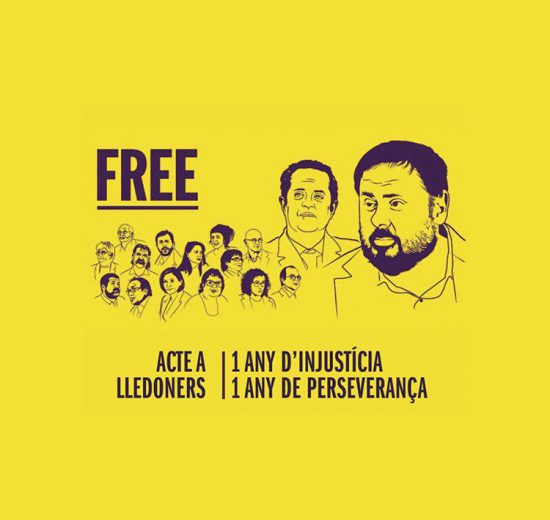 FREE
ACTE A
LLEDONERS
1 ANY D'INJUSTÍCIA
1 ANY DE PERSEVERANÇA